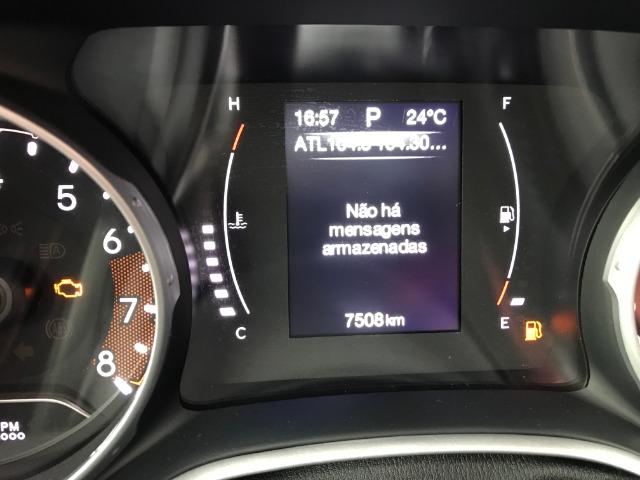 H
F
16:57 P 24°C
Não há
mensagens
armazenadas
7508 km
C
E
5
6
7
8